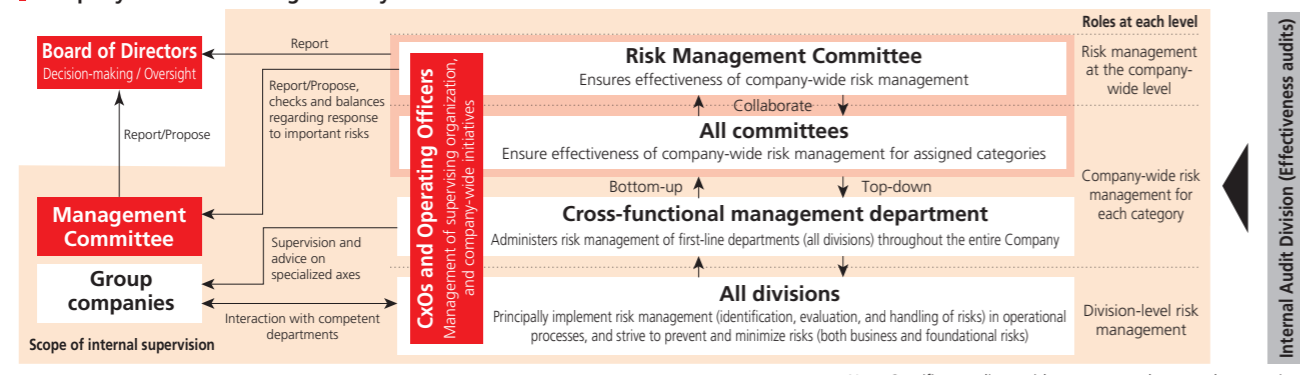 Roles at each level
Board of Directors
Decision-making / Oversight
Report
Report/Propose,
checks and balances
regarding response
to important risks
Report/Propose
Management
Committee
Supervision and
advice on
specialized axes
Group
companies
Interaction with competent
departments
Scope of internal supervision
CxOs and Operating Officers
Management of supervising organization,
and company-wide initiatives
Risk Management Committee
Ensures effectiveness of company-wide risk management
Collaborate
All committees
Ensure effectiveness of company-wide risk management for assigned categories
Bottom-up
Top-down
Cross-functional management department
Administers risk management of first-line departments (all divisions) throughout the entire Company
All divisions
Principally implement risk management (identification, evaluation, and handling of risks) in operational
processes, and strive to prevent and minimize risks (both business and foundational risks)
Risk management
at the company-
wide level
Company-wide risk
management for
each category
Division-level risk
management
Internal Audit Division (Effectiveness audits)